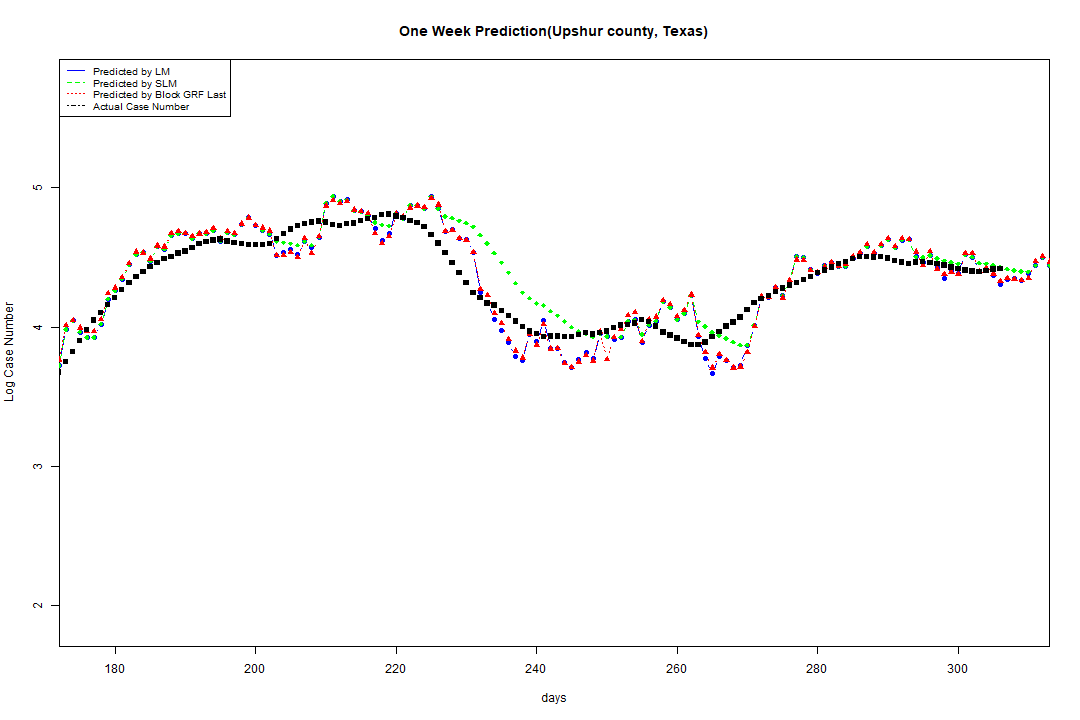 One Week Prediction(Upshur county, Texas)
Predicted by LM
Predicted by SLM
Predicted by Block GRF Last
Actual Case Number
Log Case Number
5
4
3
2
180 200 220 240 260 280 300
days